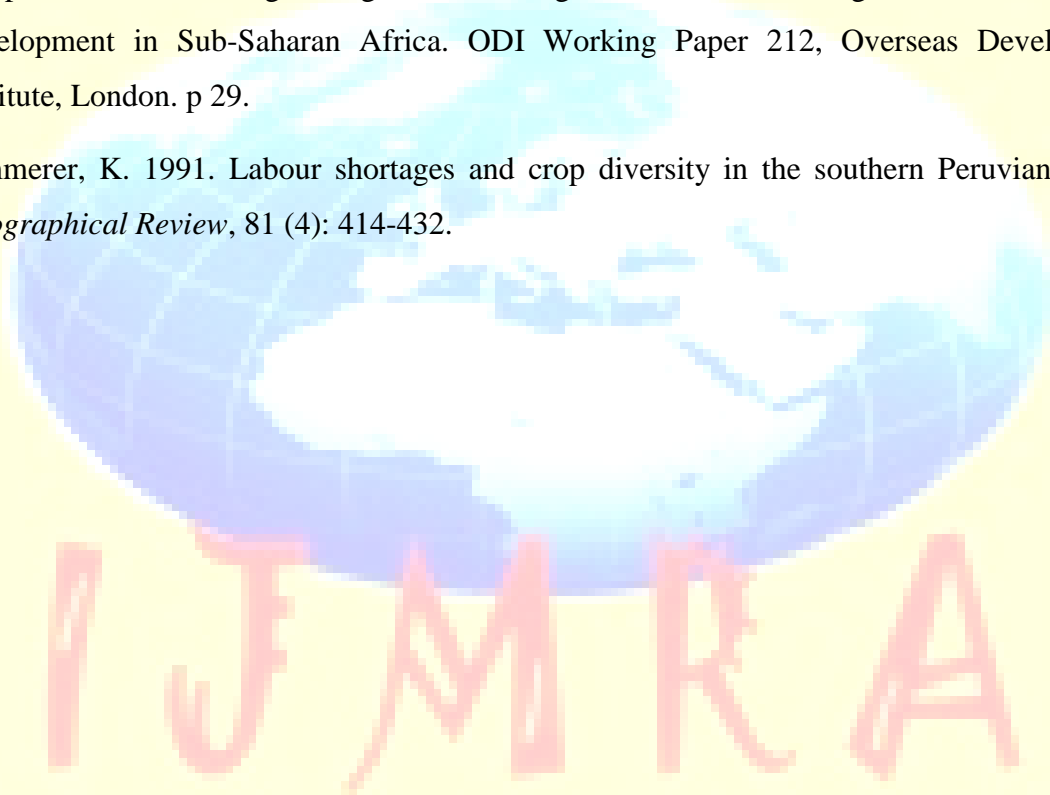 elopment in Sub-Saharan Africa. ODI Working Paper 212, Overseas Devel
itute, London. p 29.
merer, K. 1991. Labour shortages and crop diversity in the southern Peruvian
ographical Review, 81 (4): 414-432.
IJMRA